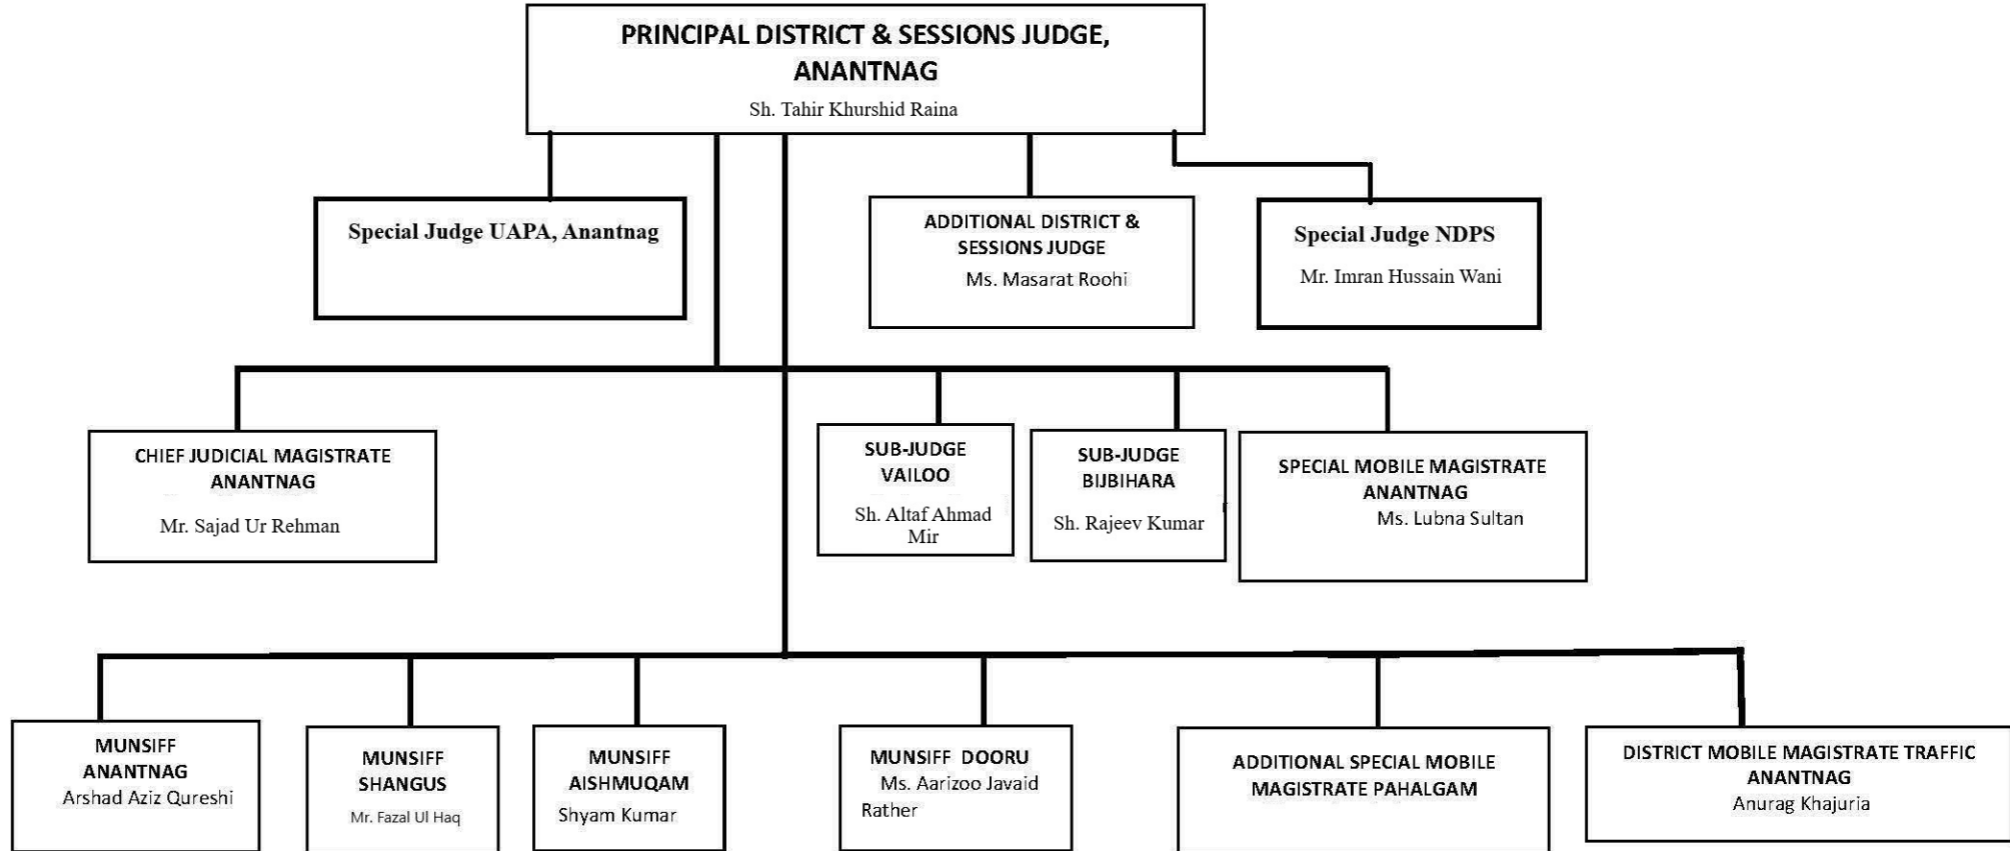 PRINCIPAL DISTRICT & SESSIONS JUDGE,
ANANTNAG
Sh. Tahir Khurshid Raina
Special Judge UAPA, Anantnag
ADDITIONAL DISTRICT &
SESSIONS JUDGE
Ms. Masarat Roohi
Special Judge NDPS
Mr. Imran Hussain Wani
CHIEF JUDICIAL MAGISTRATE
ANANTNAG
Mr. Sajad Ur Rehman
SUB-JUDGE
VAILOO
Sh. Altaf Ahmad
Mir
SUB-JUDGE
BIJBIHARA
Sh. Rajeev Kumar
SPECIAL MOBILE MAGISTRATE
ANANTNAG
Ms. Lubna Sultan
MUNSIFF
ANANTNAG
Arshad Aziz Qureshi
MUNSIFF
SHANGUS
Mr. Fazal Ul Haq
MUNSIFF
AISHMUQAM
Shyam Kumar
MUNSIFF DOORU
Ms. Aarizoo Javaid
Rather
ADDITIONAL SPECIAL MOBILE
MAGISTRATE PAHALGAM
DISTRICT MOBILE MAGISTRATE TRAFFIC
ANANTNAG
Anurag Khajuria